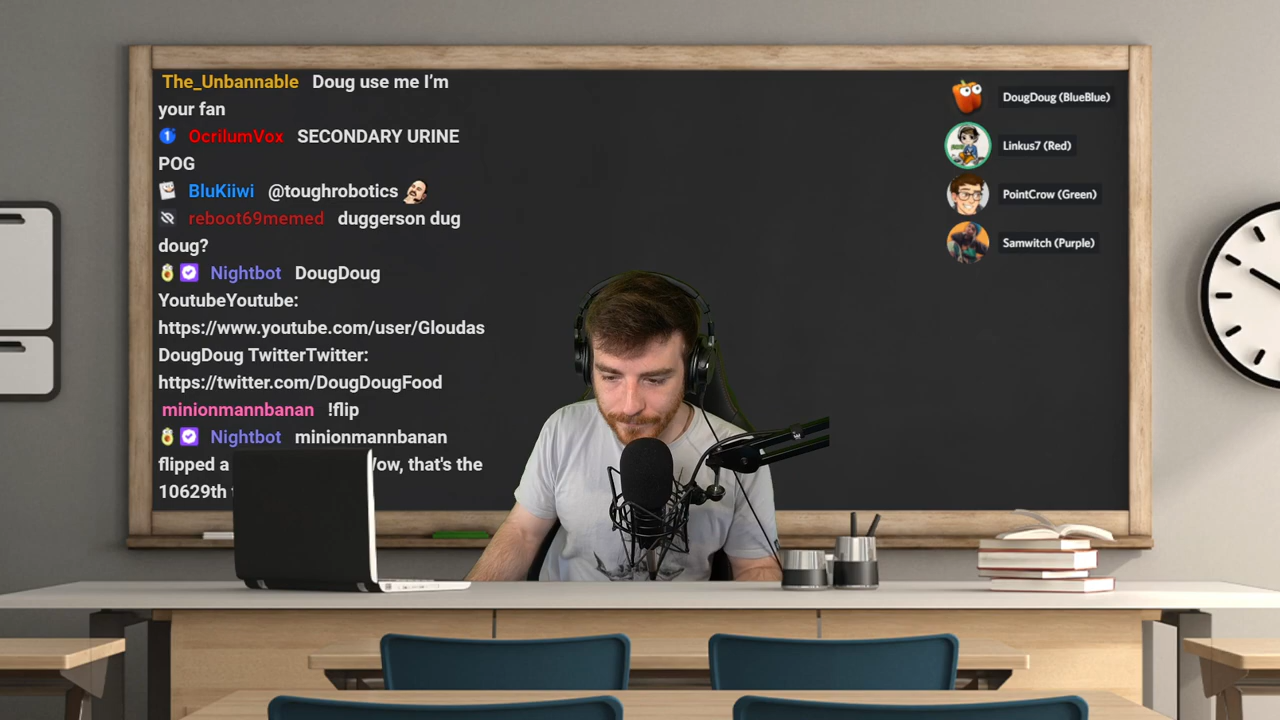 The_Unbannable Doug use me I’m
your fan
OcrilumVox SECONDARY URINE
POG
BluKiiwi @toughrobotics
reboot69memed duggerson dug
doug?
Nightbot DougDoug
YoutubeYoutube:
https://www.youtube.com/user/Gloudas
DougDoug TwitterTwitter:
https://twitter.com/DougDougFood
minionmannbanan !flip
Nightbot minionmannbanan
flipped a that's the
10629th
DougDoug (BlueBlue)
Linkus7 (Red)
PointCrow (Green)
Samwitch (Purple)